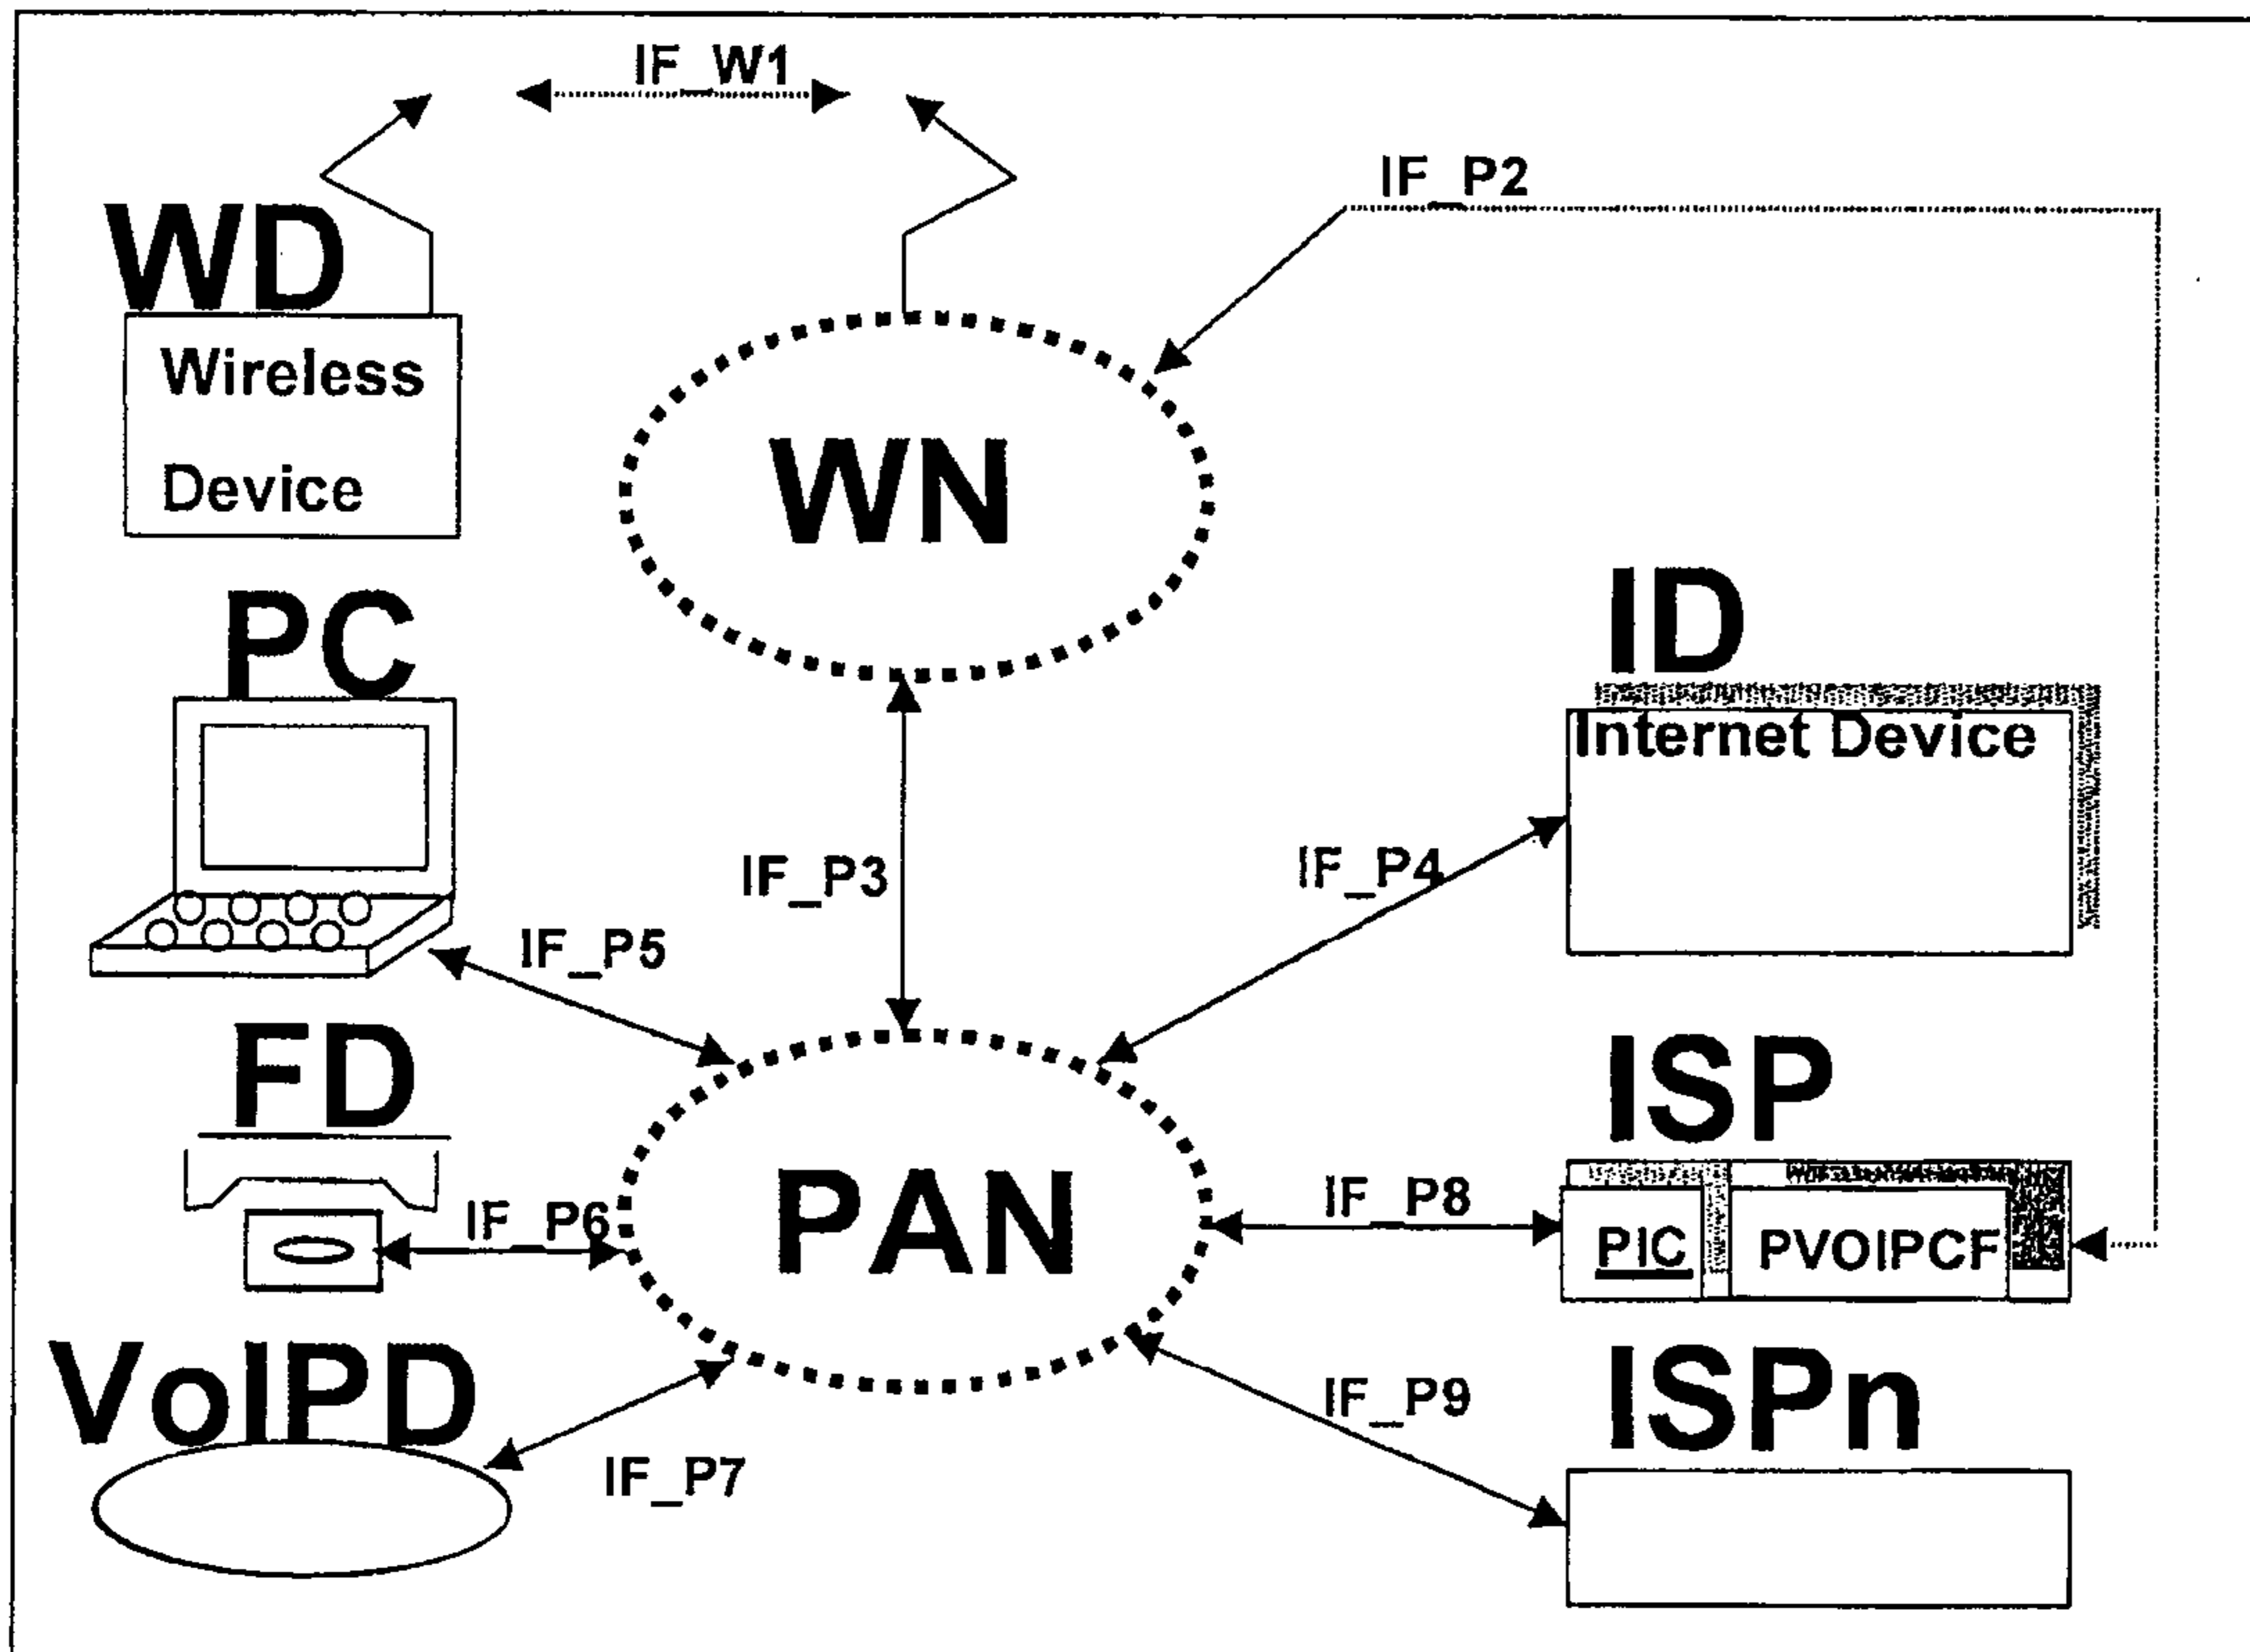 IF_W1
IF_P2
WD
Wireless
Device
WN
PC
ID
Internet Device
IF_P3
IF_P4
IF_P5
FD
ISP
PAN
IF_P6
IF_P8
PIC
PVOIPCF
VoIPD
IF_P9
ISPn
IF_P7